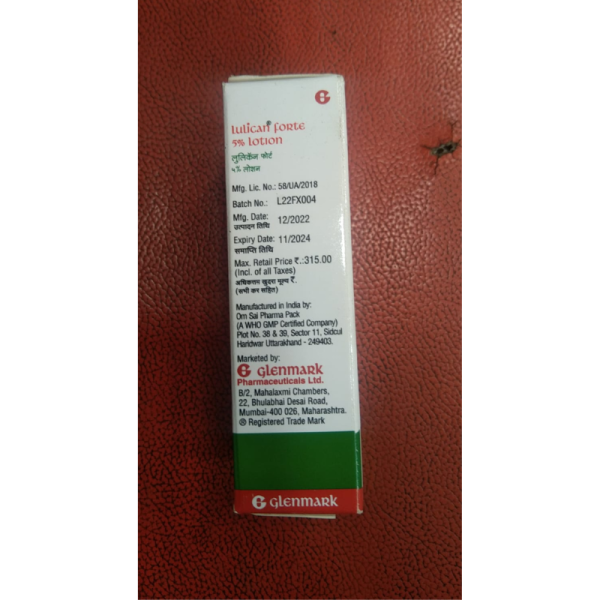 Lulican forte
5% lotion
लुलिकॅन फोर्ट
५% लोशन
Mfg. Lic. No.: 58/UA/2018
Batch No.: L22FX004
Mfg. Date: 12/2022
उत्पादन तिथि
Expiry Date: 11/2024
समाप्ति तिथि
Max. Retail Price ₹.:315.00
(Incl. of all Taxes)
अधिकतम खुदरा मूल्य ₹.
(सभी कर सहित)
Manufactured in India by:
Om Sai Pharma Pack
(A WHO GMP Certified Company)
Plot No. 38 & 39, Sector 11, Sidcul
Haridwar Uttarakhand - 249403.
Marketed by:
G glenmark
Pharmaceuticals Ltd.
B/2, Mahalaxmi Chambers,
22, Bhulabhai Desai Road,
Mumbai-400 026, Maharashtra.
® Registered Trade Mark
G glenmark